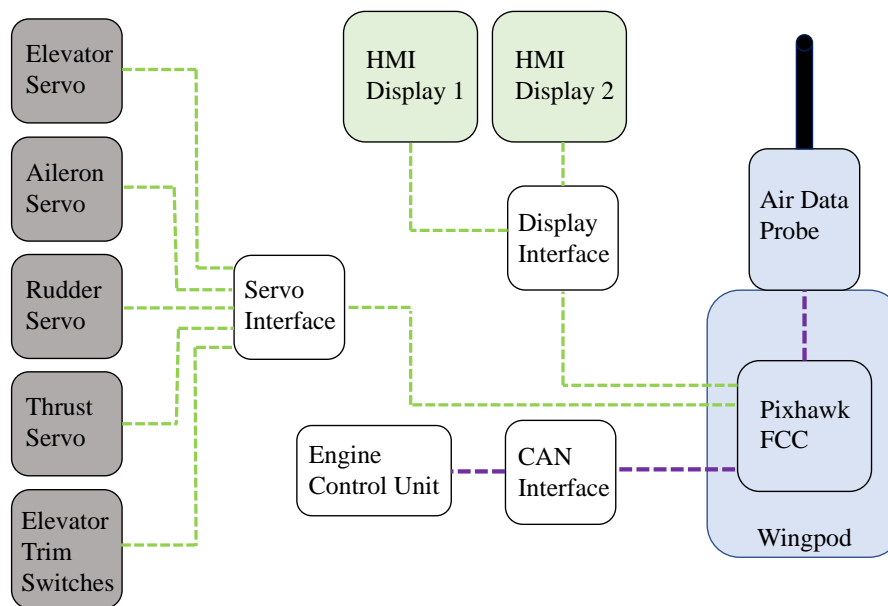 Elevator
Servo
Aileron
Servo
Rudder
Servo
Thrust
Servo
Elevator
Trim
Switches
Servo
Interface
HMI
Display 1
HMI
Display 2
Display
Interface
Engine
Control Unit
CAN
Interface
Air Data
Probe
Pixhawk
FCC
Wingpod